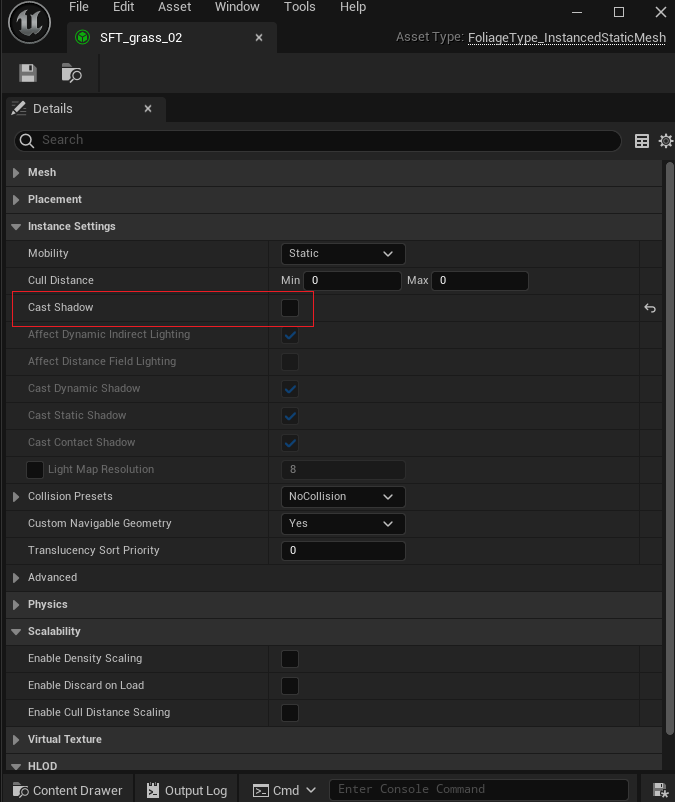 File Edit Asset Window Tools Help
SFT_grass_02
Asset Type: FoliageType_InstancedStaticMesh
Details
Search
Mesh
Placement
Instance Settings
Mobility Static
Cull Distance Min 0 Max 0
Cast Shadow
Affect Dynamic Indirect Lighting
Affect Distance Field Lighting
Cast Dynamic Shadow
Cast Static Shadow
Cast Contact Shadow
Light Map Resolution 8
Collision Presets NoCollision
Custom Navigable Geometry Yes
Translucency Sort Priority 0
Advanced
Physics
Scalability
Enable Density Scaling
Enable Discard on Load
Enable Cull Distance Scaling
Virtual Texture
HLOD
Content Drawer Output Log Cmd Enter Console Command